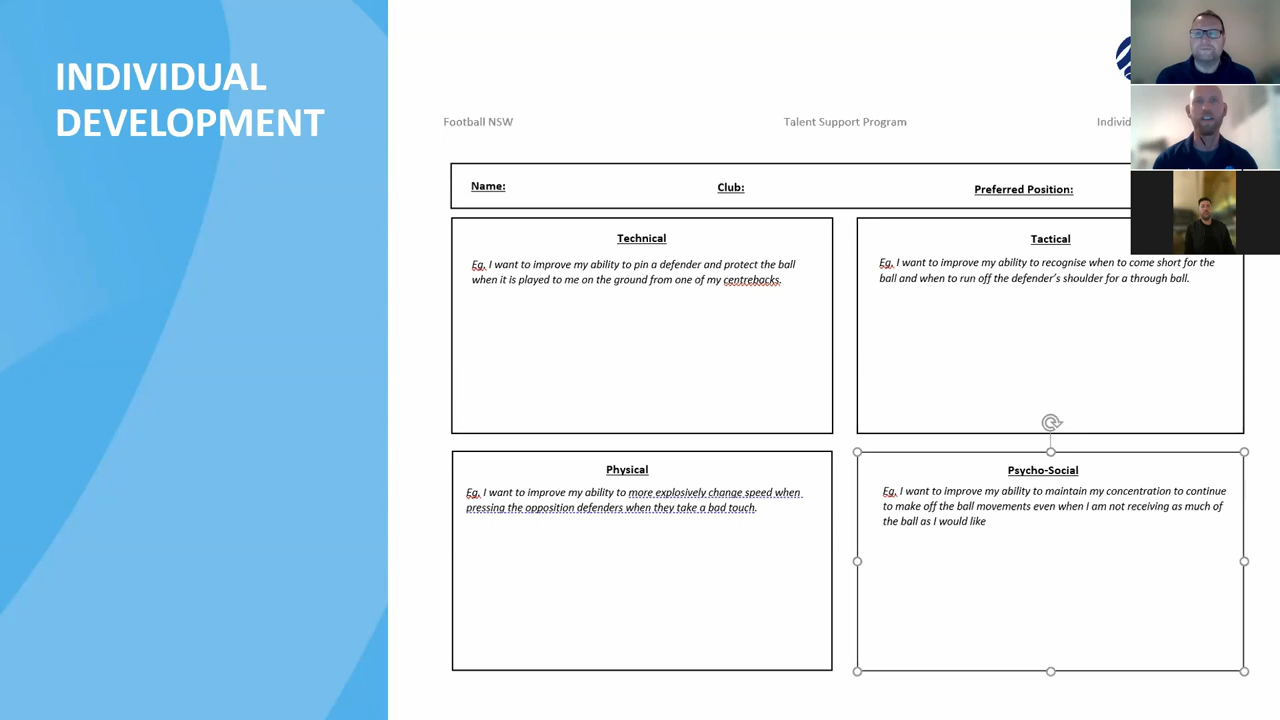 INDIVIDUAL
DEVELOPMENT
Football NSW
Talent Support Program
Name:
Club:
Preferred Position:
Technical
Eg. I want to improve my ability to pin a defender and protect the ball
when it is played to me on the ground from one of my centrebacks.
Tactical
Eg. I want to improve my ability to recognise when to come short for the
ball and when to run off the defender's shoulder for a through ball.
Physical
Eg. I want to improve my ability to more explosively change speed when
pressing the opposition defenders when they take a bad touch.
Psycho-Social
Eg. I want to improve my ability to maintain my concentration to continue
to make off the ball movements even when I am not receiving as much of
the ball as I would like